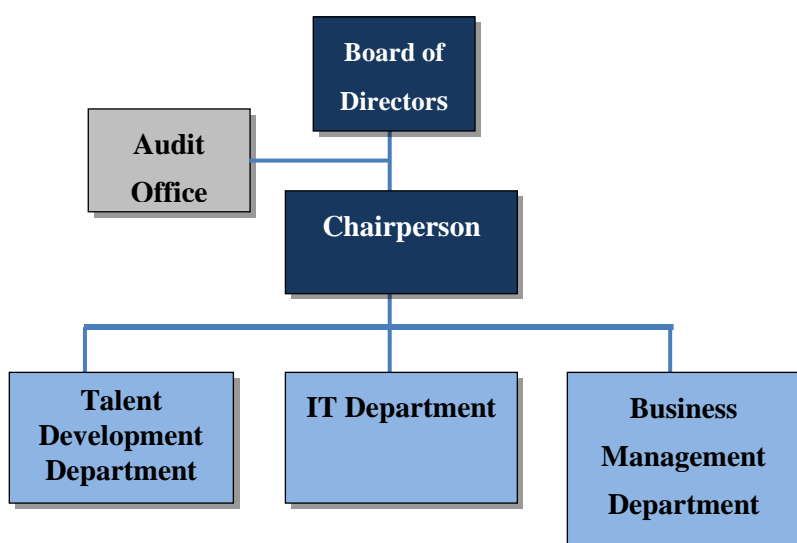 Board of
Directors
Audit
Office
Chairperson
Talent
Development
Department
IT Department
Business
Management
Department